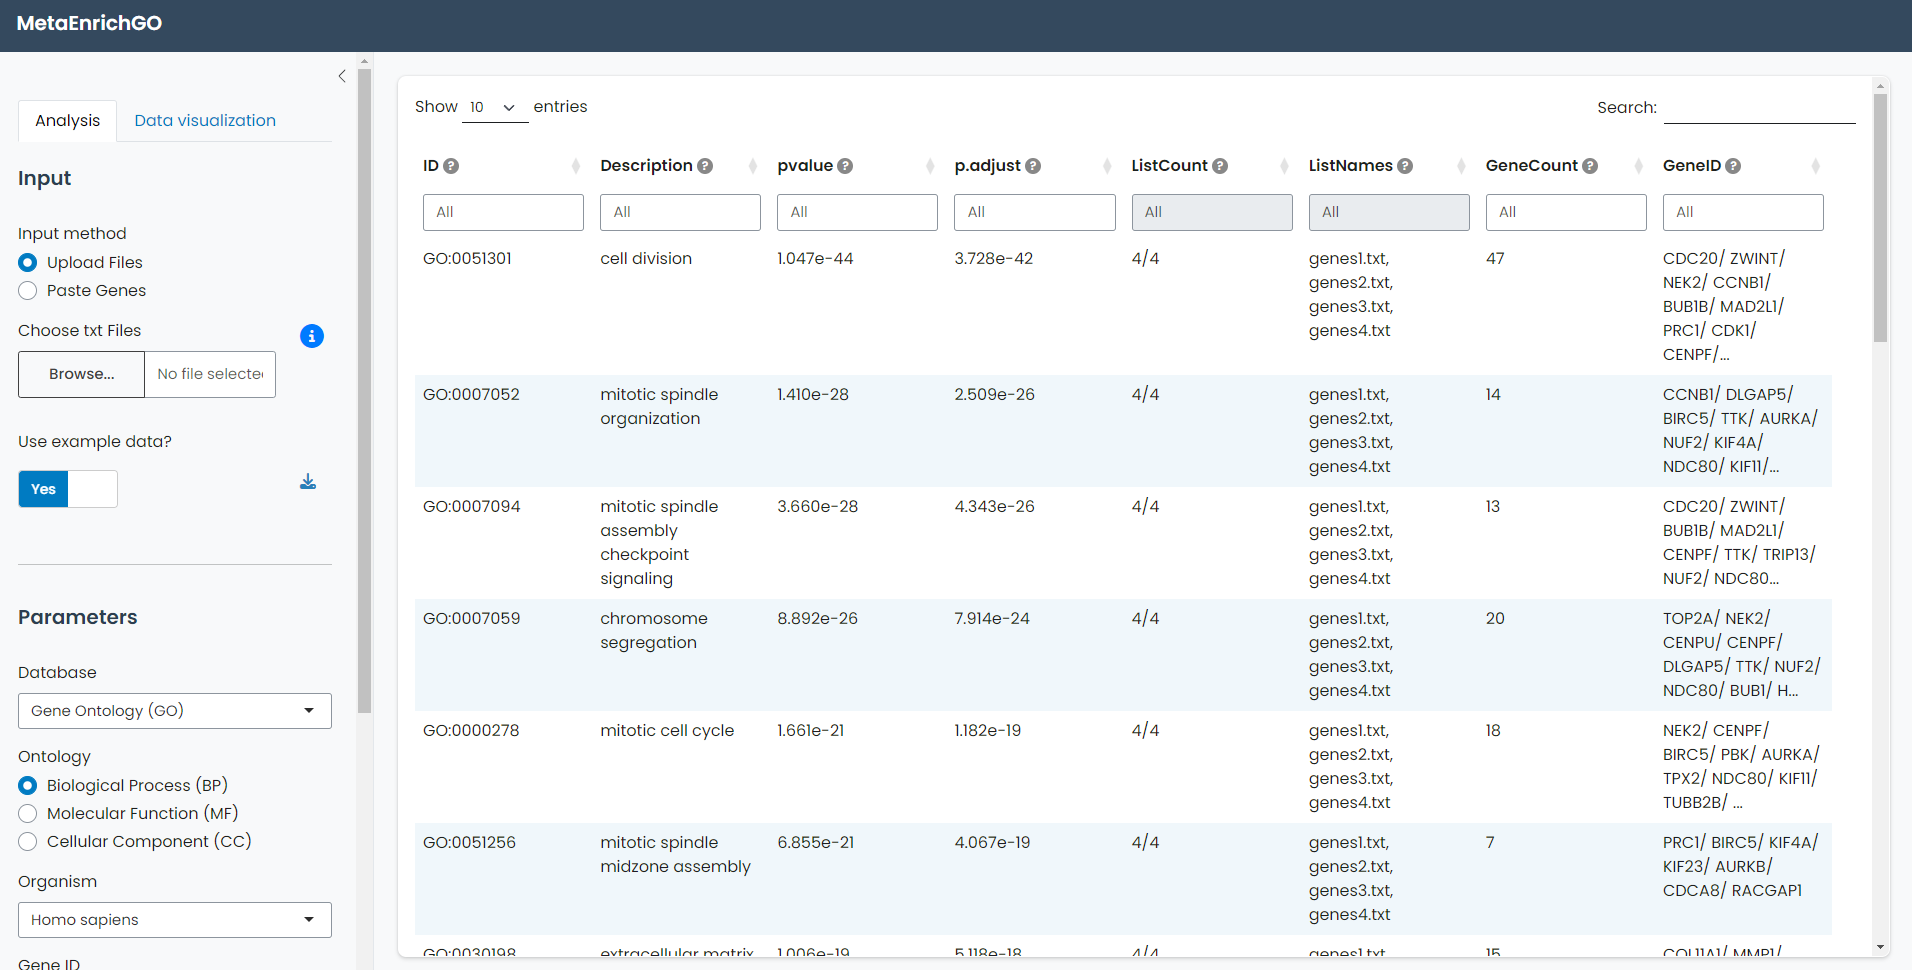 MetaEnrichGO
Analysis
Data visualization
Input
Input method
Upload Files
Paste Genes
Choose txt Files
Browse...
No file selected
Use example data?
Yes
Parameters
Database
Gene Ontology (GO)
Ontology
Biological Process (BP)
Molecular Function (MF)
Cellular Component (CC)
Organism
Homo sapiens
Gene ID
Show 10 entries
Search:
ID Description pvalue p.adjust ListCount ListNames GeneCount GeneID
All All All All All All All All
GO:0051301 cell division 1.047e-44 3.728e-42 4/4 genes1.txt, 47 CDC20/ ZWINT/
genes2.txt, NEK2/ CCNB1/
genes3.txt, BUB1B/ MAD2L1/
genes4.txt PRC1/ CDK1/
CENPF/...
GO:0007052 mitotic spindle 1.410e-28 2.509e-26 4/4 genes1.txt, 14 CCNB1/ DLGAP5/
organization genes2.txt, BIRC5/ TTK/ AURKA/
genes3.txt, NUF2/ KIF4A/
genes4.txt NDC80/ KIF11/...
GO:0007094 mitotic spindle 3.660e-28 4.343e-26 4/4 genes1.txt, 13 CDC20/ ZWINT/
assembly genes2.txt, BUB1B/ MAD2L1/
checkpoint genes3.txt, CENPF/ TTK/ TRIP13/
signaling genes4.txt NUF2/ NDC80...
GO:0007059 chromosome 8.892e-26 7.914e-24 4/4 genes1.txt, 20 TOP2A/ NEK2/
segregation genes2.txt, CENPU/ CENPF/
genes3.txt, DLGAP5/ TTK/ NUF2/
genes4.txt NDC80/ BUB1/ H...
GO:0000278 mitotic cell cycle 1.661e-21 1.182e-19 4/4 genes1.txt, 18 NEK2/ CENPF/
genes2.txt, BIRC5/ PBK/ AURKA/
genes3.txt, TPX2/ NDC80/ KIF11/
genes4.txt TUBB2B/ ...
GO:0051256 mitotic spindle 6.855e-21 4.067e-19 4/4 genes1.txt, 7 PRC1/ BIRC5/ KIF4A/
midzone assembly genes2.txt, KIF23/ AURKB/
genes3.txt, CDCA8/ RACGAP1
genes4.txt
GO:0030198 extracellular matrix 1.006e-19 5.118e-18 4/4 genes1.txt, 15 COL11A1/ MMP1/